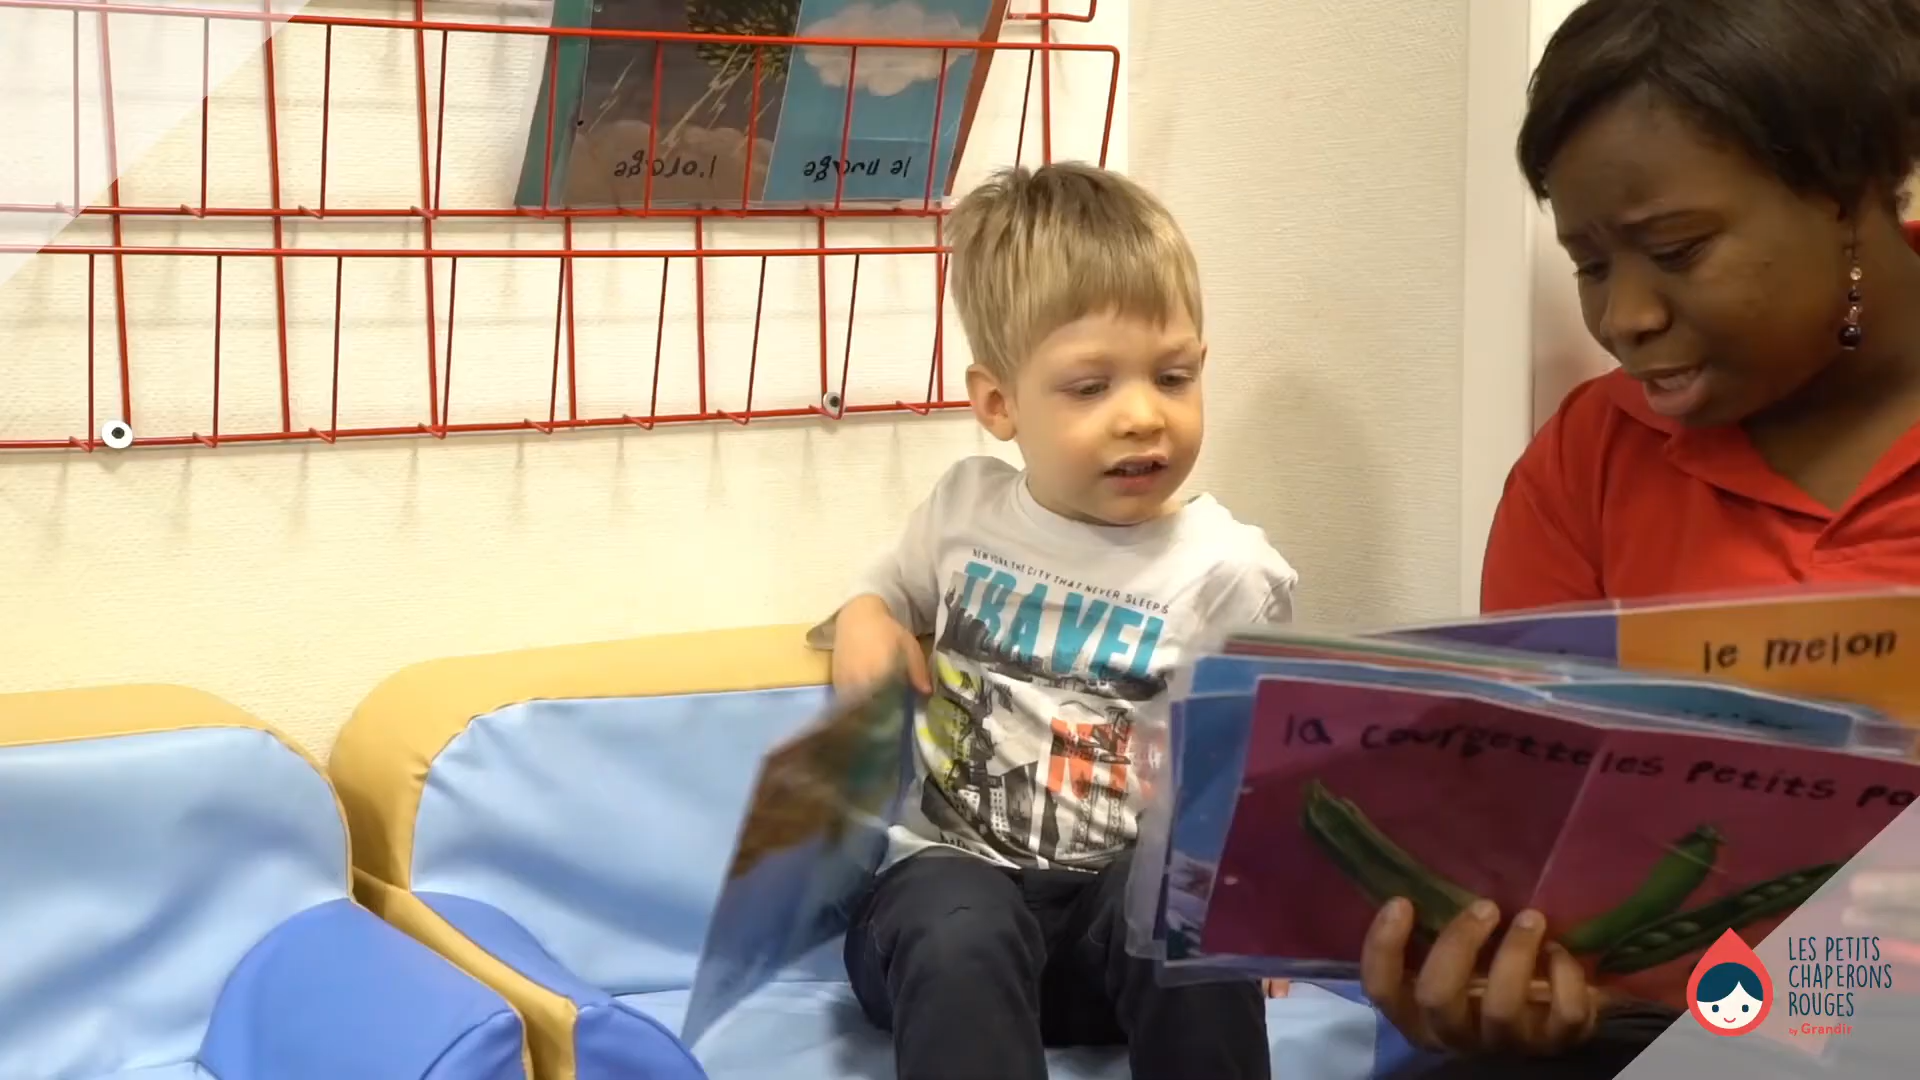 l'orage
le nuage
NEW YORK THE CITY THAT NEVER SLEEPS
TRAVEL
le melon
la courgette
les petits
LES PETITS
CHAPERONS
ROUGES
by Grandir